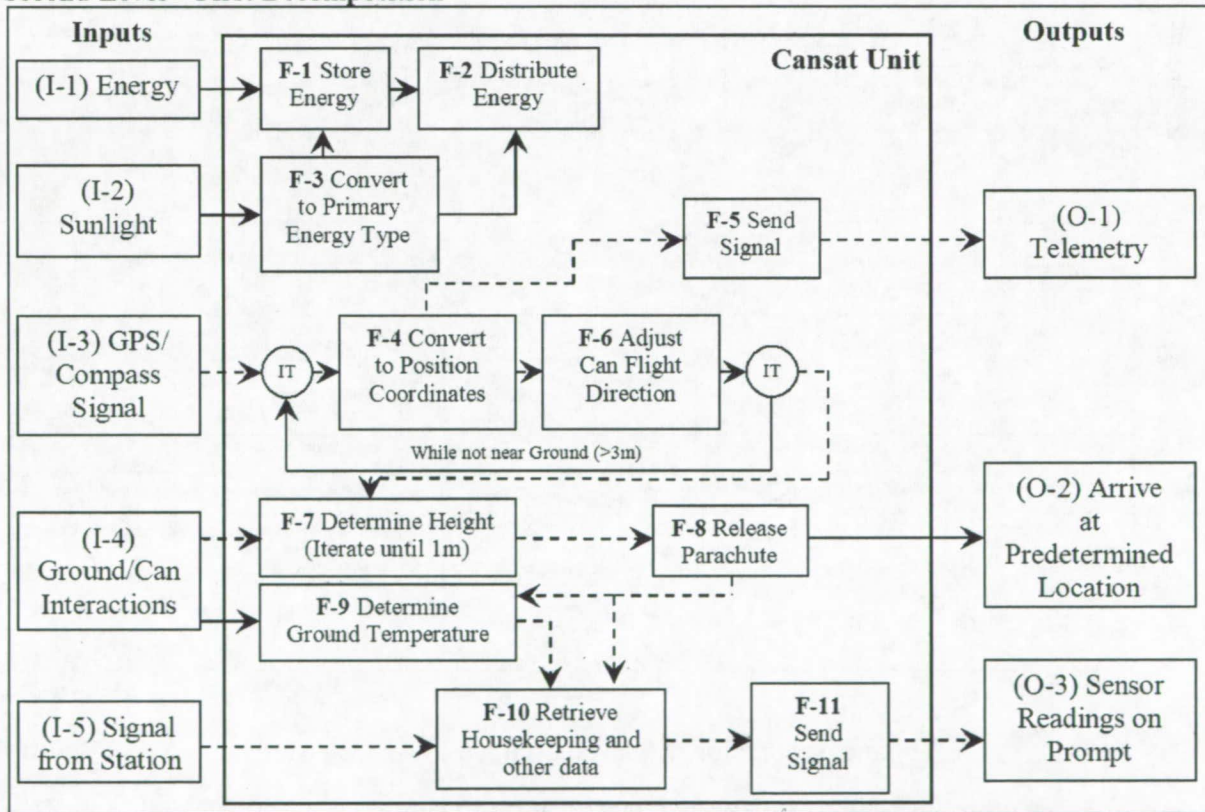 Inputs
Cansat Unit
Outputs
(I-1) Energy
F-1 Store
Energy
F-2 Distribute
Energy
(I-2)
Sunlight
F-3 Convert
to Primary
Energy Type
F-5 Send
Signal
(O-1)
Telemetry
(I-3) GPS/
Compass
Signal
IT
F-4 Convert
to Position
Coordinates
F-6 Adjust
Can Flight
Direction
IT
While not near Ground (>3m)
(I-4)
Ground/Can
Interactions
F-7 Determine Height
(Iterate until 1m)
F-8 Release
Parachute
(O-2) Arrive
at
Predetermined
Location
F-9 Determine
Ground Temperature
(I-5) Signal
from Station
F-10 Retrieve
Housekeeping and
other data
F-11
Send
Signal
(O-3) Sensor
Readings on
Prompt